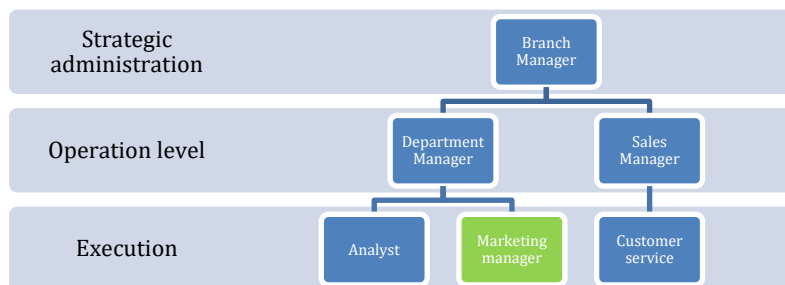 Strategic
administration
Branch
Manager
Operation level
Department
Manager
Sales
Manager
Execution
Analyst
Marketing
manager
Customer
service